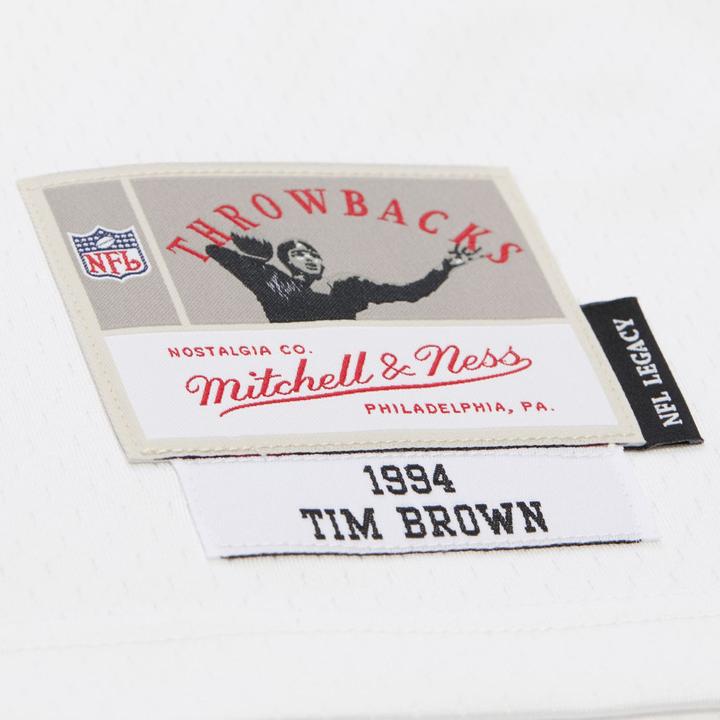 THROWBACKS
NFL
NOSTALGIA CO.
Mitchell & Ness
PHILADELPHIA, PA.
NFL LEGACY
1994
TIM BROWN